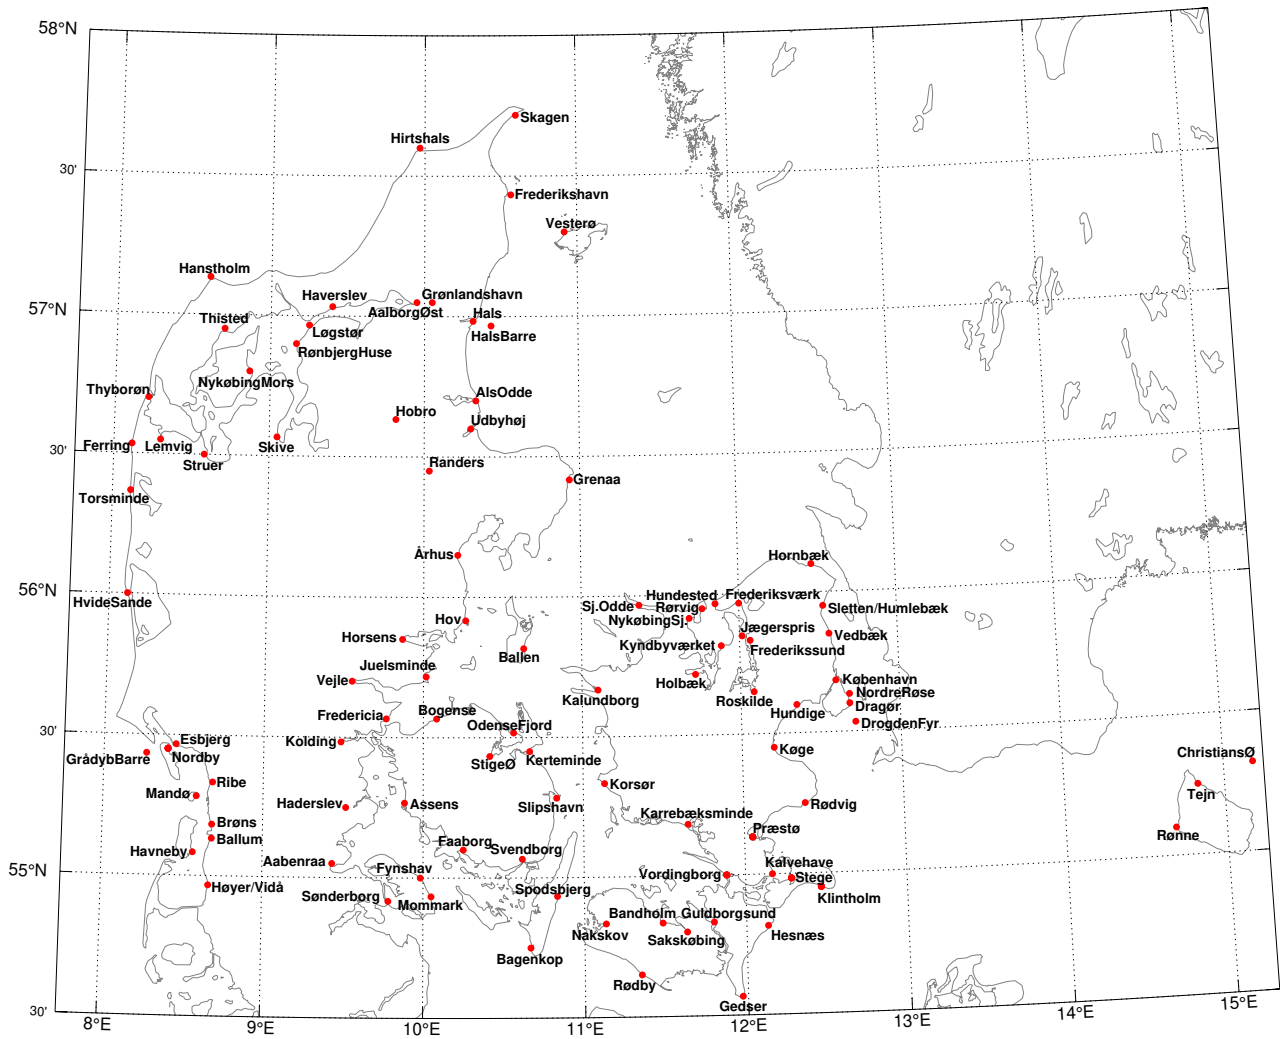 58°N
Skagen
Hirtshals
30'
Frederikshavn
Vesterø
Hanstholm
Haverslev
Grønlandshavn
57°N
Thisted
AalborgØst
Hals
Løgstør
HalsBarre
RønbjergHuse
NykøbingMors
Thyborøn
AlsOdde
Hobro
Udbyhøj
Ferring
Lemvig
Skive
30'
Struer
Randers
Grenaa
Torsminde
Århus
Hornbæk
56°N
HvideSande
Hundested
Frederiksværk
Sj.Odde
Rørvig
Sletten/Humlebæk
Hov
NykøbingSj.
Jægerspris
Horsens
Vedbæk
Kyndbyværket
Frederikssund
Ballen
Juelsminde
Vejle
Holbæk
København
NordreRøse
Kalundborg
Roskilde
Dragør
Fredericia
Bogense
Hundige
OdenseFjord
DrogdenFyr
30'
Esbjerg
Kolding
Køge
ChristiansØ
GrådybBarre
Nordby
StigeØ
Kerteminde
Ribe
Korsør
Tejn
Mandø
Haderslev
Assens
Slipshavn
Rødvig
Karrebæksminde
Brøns
Præstø
Rønne
Ballum
Havneby
Faaborg
Svendborg
Aabenraa
Kalvehave
55°N
Fynshav
Vordingborg
Stege
Høyer/Vidå
Spodsbjerg
Klintholm
Sønderborg
Mommark
Bandholm
Guldborgsund
Nakskov
Sakskøbing
Hesnæs
Bagenkop
Rødby
Gedser
30'
8°E
9°E
10°E
11°E
12°E
13°E
14°E
15°E